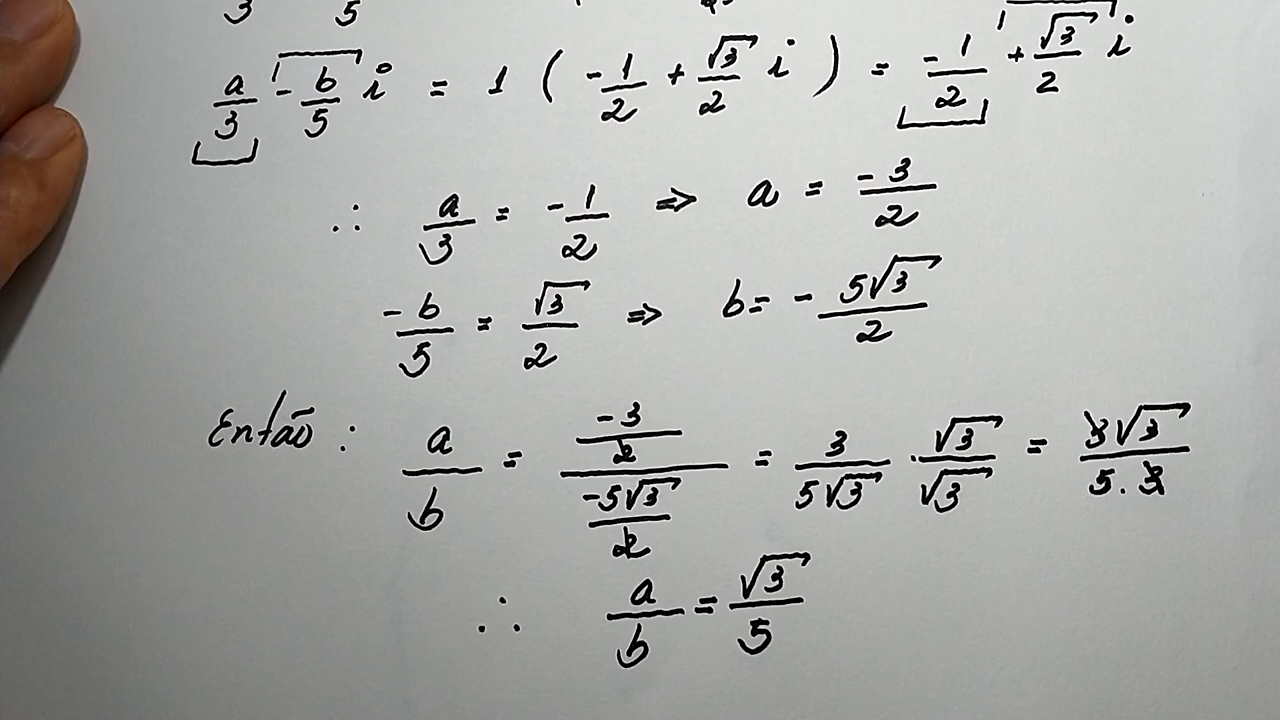 3 5
a/3 - b/5 i = 1 ( -1/2 + √3/2 i ) = -1/2 + √3/2 i
∴ a/3 = -1/2 ⇒ a = -3/2
-b/5 = √3/2 ⇒ b = - 5√3/2
Então : a/b = (-3/2)/(-5√3/2) = 3/5√3 · √3/√3 = 3√3/5.3
∴ a/b = √3/5